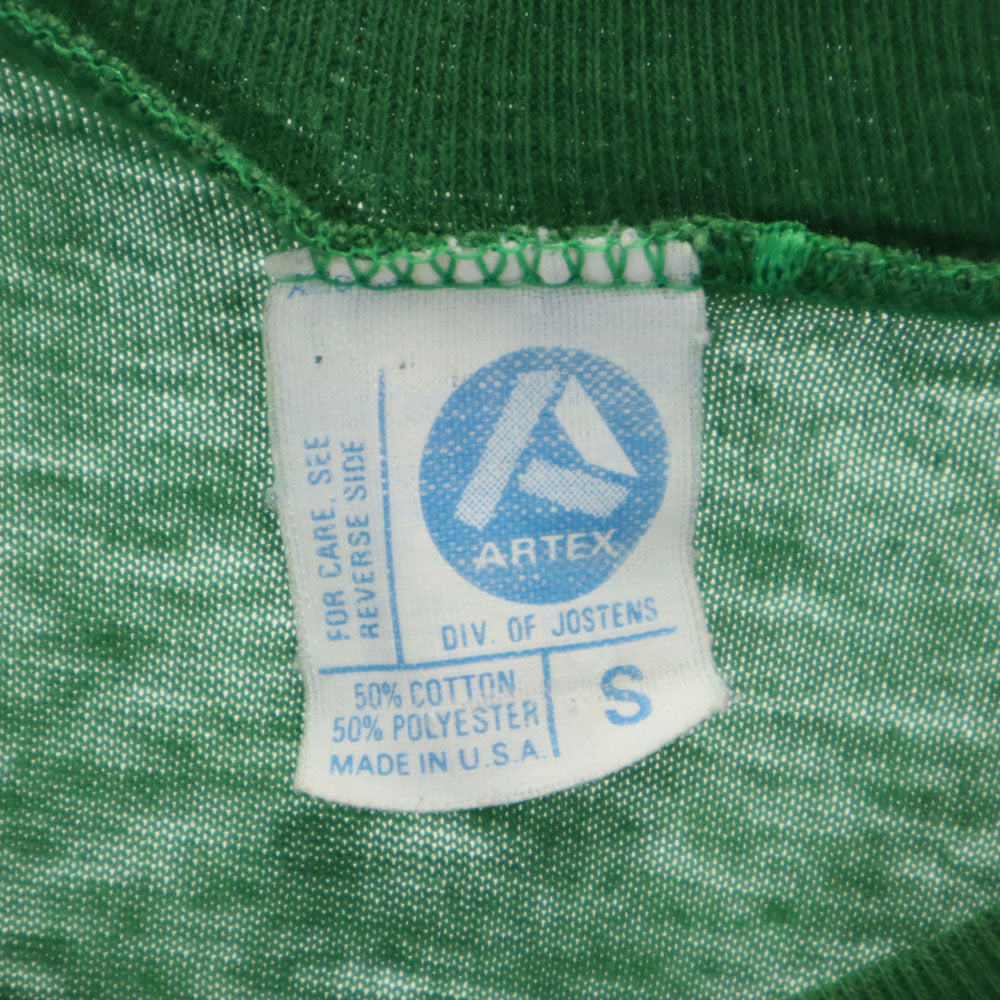 FOR CARE, SEE
REVERSE SIDE
ARTEX
DIV. OF JOSTENS
50% COTTON
50% POLYESTER
MADE IN U.S.A.
S